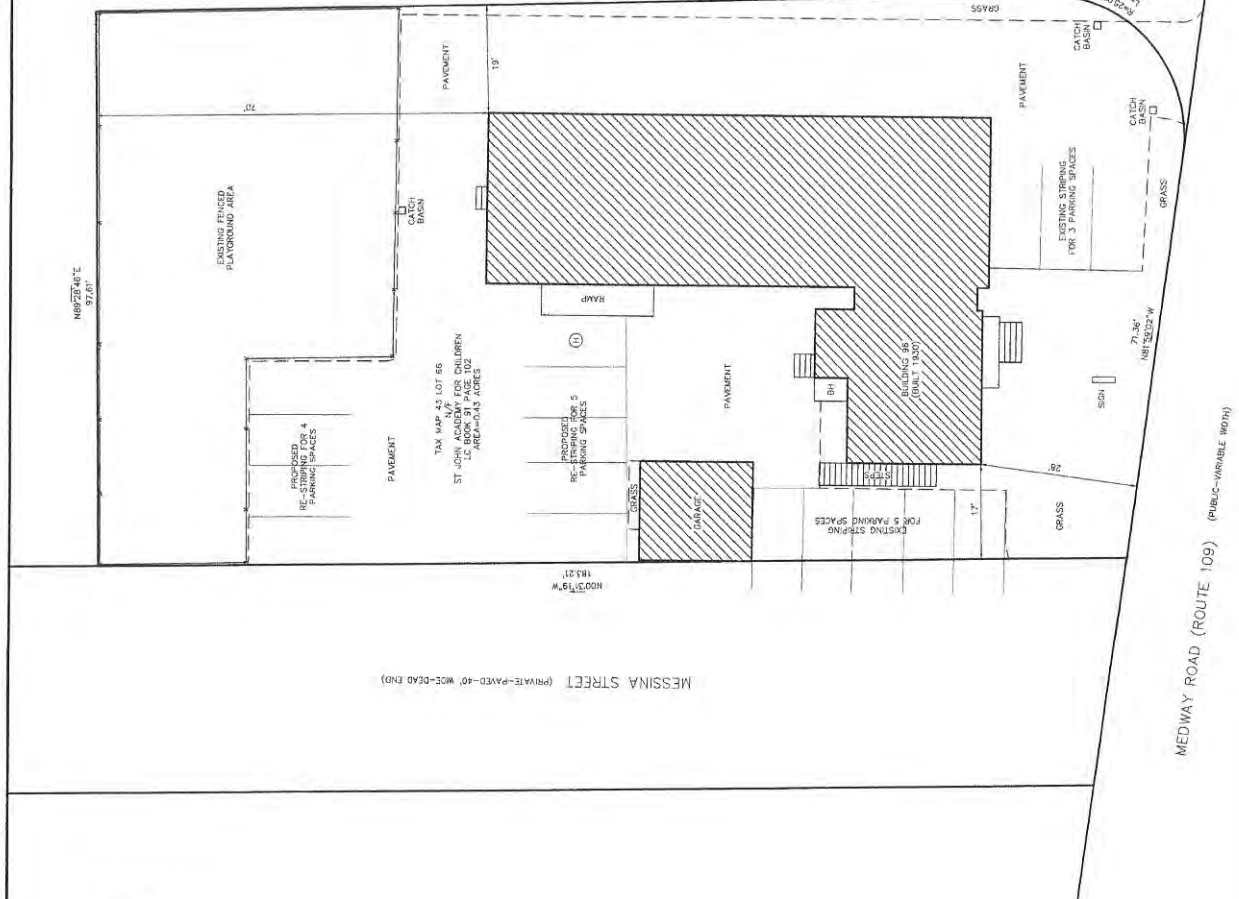 N89°28'46"E
97.61'
EXISTING FENCED
PLAYGROUND AREA
70'
PAVEMENT
19'
GRASS
CATCH
BASIN
PROPOSED
RE-STRIPING FOR 4
PARKING SPACES
PAVEMENT
TAX MAP 43 LOT 66
N/F
ST JOHN ACADEMY FOR CHILDREN
LC BOOK 91 PAGE 102
AREA=0.43 ACRES
RAMP
H
PROPOSED
RE-STRIPING FOR 5
PARKING SPACES
GRASS
GARAGE
PAVEMENT
BH
STEPS
BUILDING 96
(BUILT 1930)
EXISTING STRIPING
FOR 5 PARKING SPACES
17'
28'
GRASS
SIGN
PAVEMENT
CATCH
BASIN
CATCH
BASIN
EXISTING STRIPING
FOR 3 PARKING SPACES
GRASS
71.36'
N81°59'02"W
N00°31'19"W
183.21'
MESSINA STREET (PRIVATE-PAVED-40' WIDE-DEAD END)
MEDWAY ROAD (ROUTE 109) (PUBLIC-VARIABLE WIDTH)